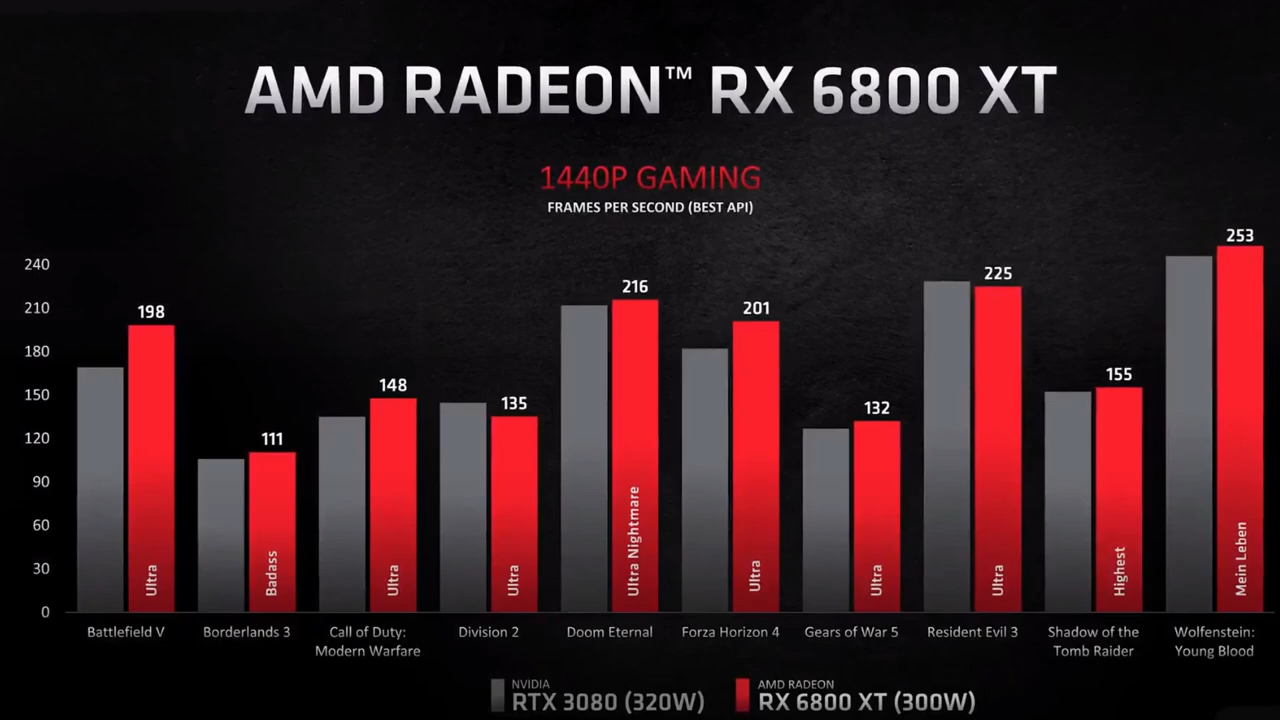 AMD RADEON™ RX 6800 XT
1440P GAMING
FRAMES PER SECOND (BEST API)
240
210
180
150
120
90
60
30
0
198
111
148
135
216
201
132
225
155
253
Ultra
Badass
Ultra
Ultra
Ultra Nightmare
Ultra
Ultra
Ultra
Highest
Mein Leben
Battlefield V
Borderlands 3
Call of Duty:
Modern Warfare
Division 2
Doom Eternal
Forza Horizon 4
Gears of War 5
Resident Evil 3
Shadow of the
Tomb Raider
Wolfenstein:
Young Blood
NVIDIA
RTX 3080 (320W)
AMD RADEON
RX 6800 XT (300W)